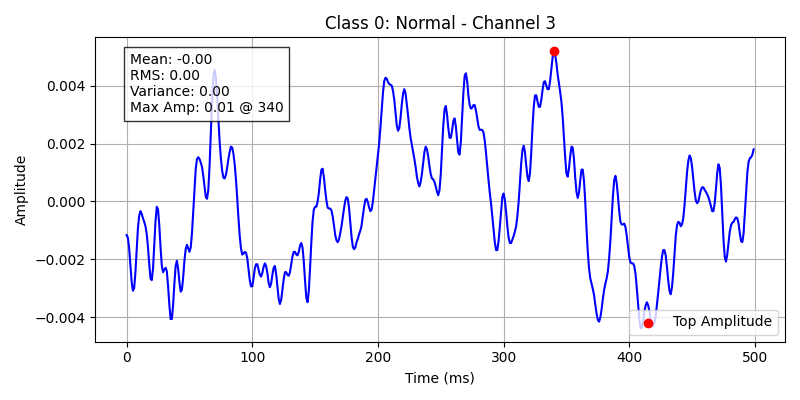 Class 0: Normal - Channel 3
Mean: -0.00
RMS: 0.00
Variance: 0.00
Max Amp: 0.01 @ 340
Amplitude
0.004
0.002
0.000
−0.002
−0.004
Top Amplitude
0
100
200
300
400
500
Time (ms)